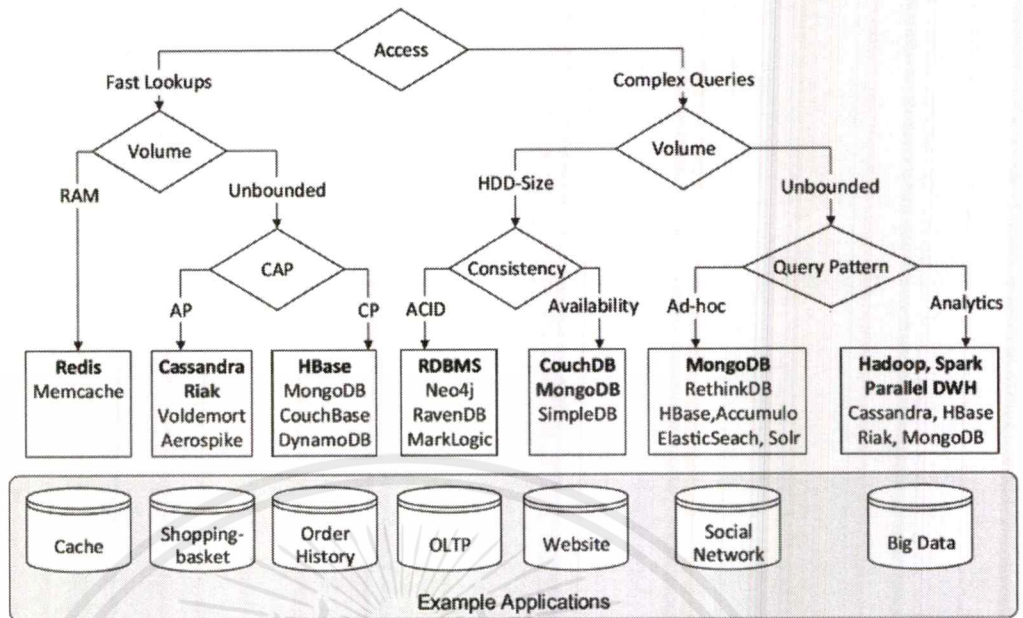 Access
Fast Lookups
Complex Queries
Volume
Volume
RAM
Unbounded
HDD-Size
Unbounded
CAP
Consistency
Query Pattern
AP
CP
ACID
Availability
Ad-hoc
Analytics
Redis
Memcache
Cassandra
Riak
Voldemort
Aerospike
HBase
MongoDB
CouchBase
DynamoDB
RDBMS
Neo4j
RavenDB
MarkLogic
CouchDB
MongoDB
SimpleDB
MongoDB
RethinkDB
HBase,Accumulo
ElasticSeach, Solr
Hadoop, Spark
Parallel DWH
Cassandra, HBase
Riak, MongoDB
Cache
Shopping-
basket
Order
History
OLTP
Website
Social
Network
Big Data
Example Applications